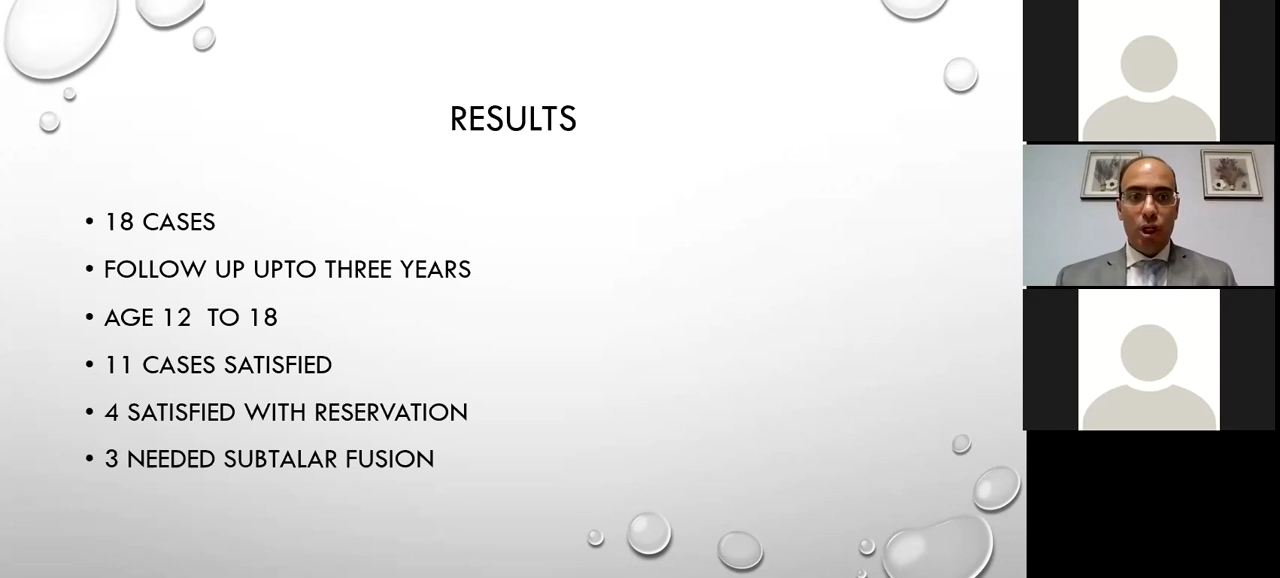 RESULTS
• 18 CASES
• FOLLOW UP UPTO THREE YEARS
• AGE 12  TO 18
• 11 CASES SATISFIED
• 4 SATISFIED WITH RESERVATION
• 3 NEEDED SUBTALAR FUSION